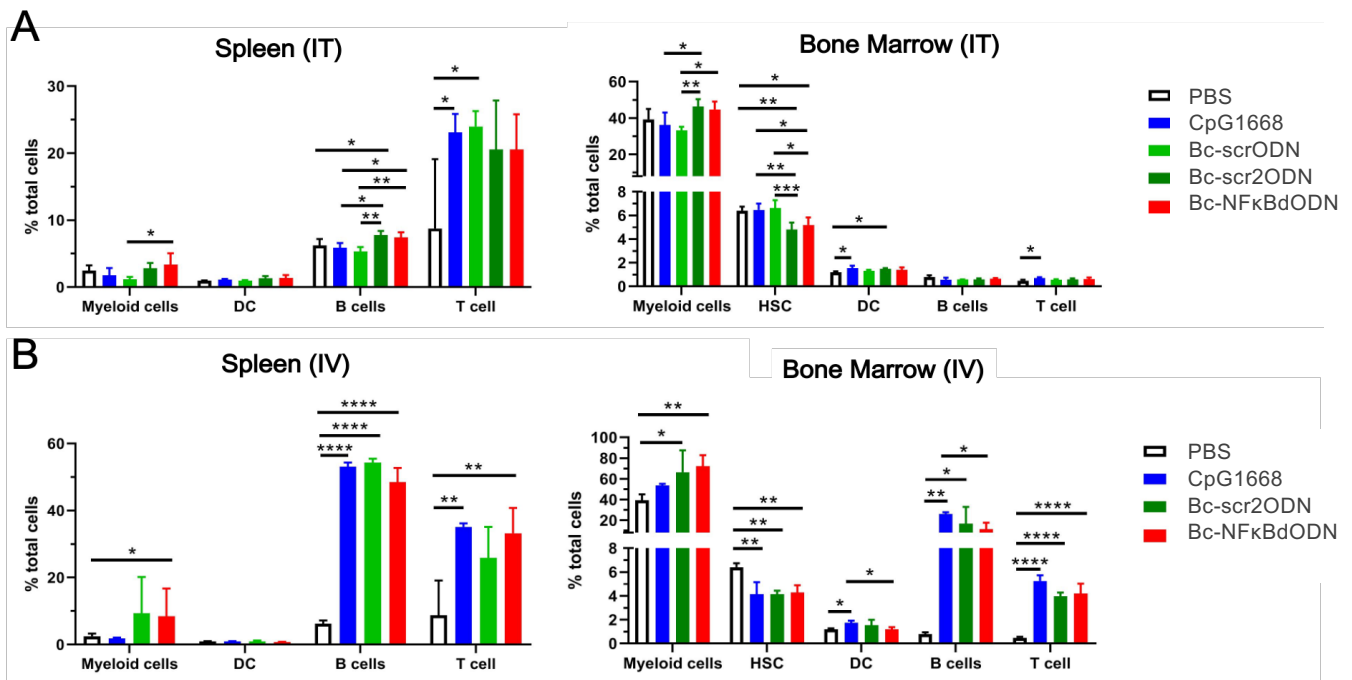 A
Spleen (IT)
% total cells
30
20
10
0
*
*
**
*
*
**
*
*
*
Myeloid cells DC B cells T cell
Bone Marrow (IT)
% total cells
60
40
20
8
6
4
2
0
*
*
**
*
**
*
*
**
***
*
*
*
Myeloid cells HSC DC B cells T cell
PBS
CpG1668
Bc-scrODN
Bc-scr2ODN
Bc-NFκBdODN
B
Spleen (IV)
% total cells
60
40
20
0
*
****
****
****
**
**
Myeloid cells DC B cells T cell
Bone Marrow (IV)
% total cells
100
80
60
40
20
8
6
4
2
0
**
*
**
**
**
*
*
*
*
**
****
****
****
Myeloid cells HSC DC B cells T cell
PBS
CpG1668
Bc-scr2ODN
Bc-NFκBdODN